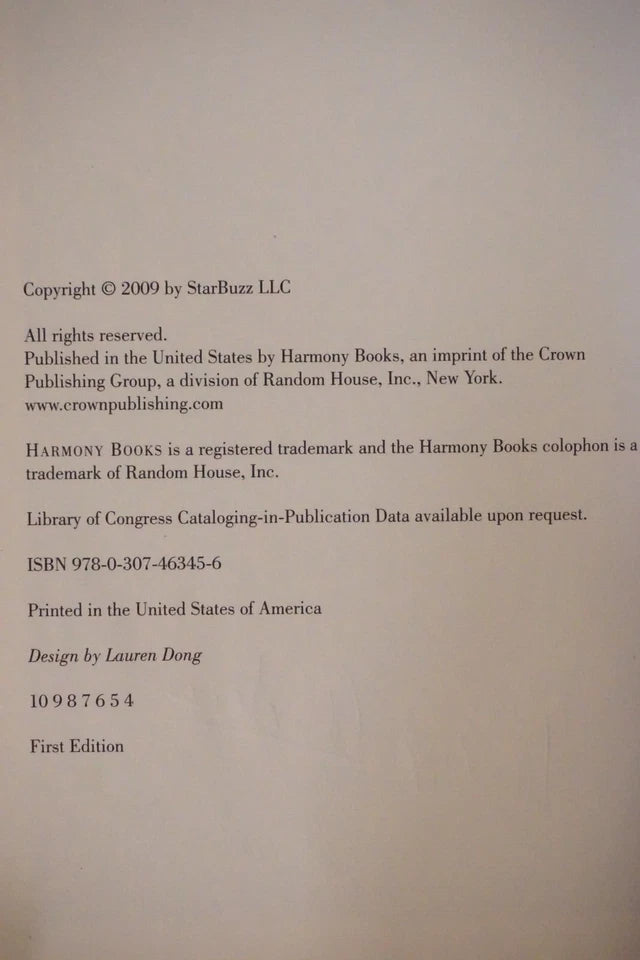 Copyright © 2009 by StarBuzz LLC
All rights reserved.
Published in the United States by Harmony Books, an imprint of the Crown
Publishing Group, a division of Random House, Inc., New York.
www.crownpublishing.com
HARMONY BOOKS is a registered trademark and the Harmony Books colophon is a
trademark of Random House, Inc.
Library of Congress Cataloging-in-Publication Data available upon request.
ISBN 978-0-307-46345-6
Printed in the United States of America
Design by Lauren Dong
10 9 8 7 6 5 4
First Edition